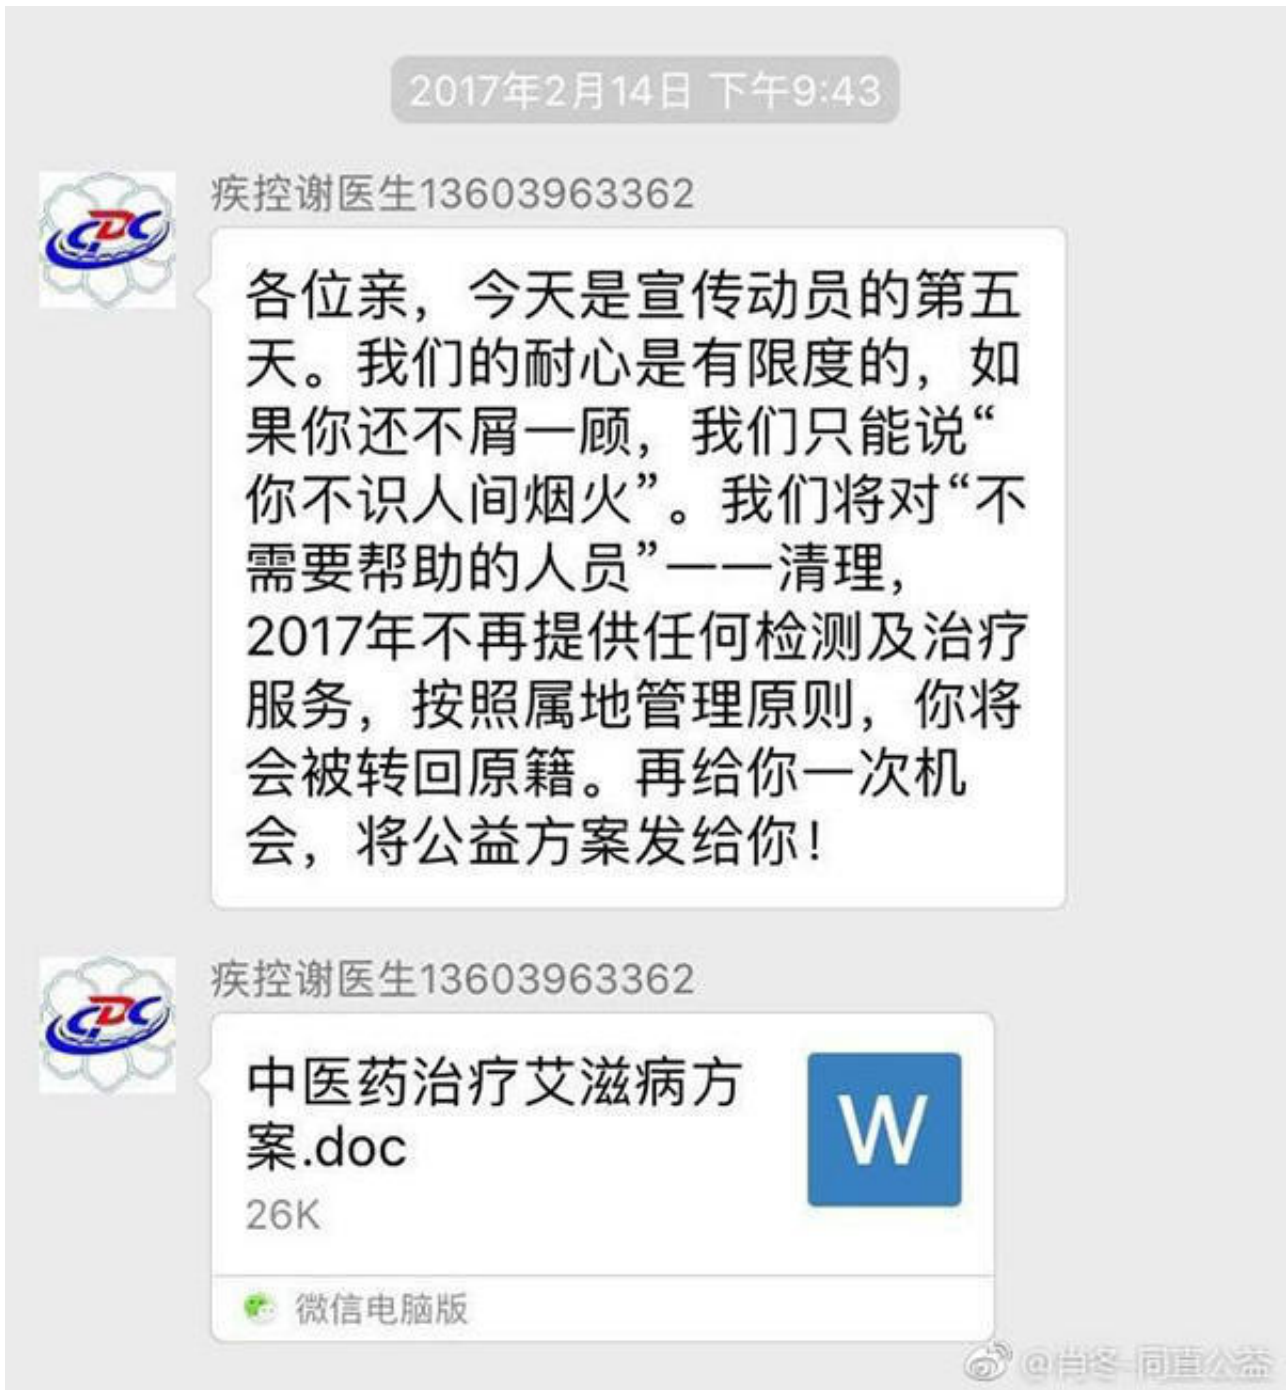 2017年2月14日 下午9:43
疾控谢医生13603963362
CDC
各位亲，今天是宣传动员的第五
天。我们的耐心是有限度的，如
果你还不屑一顾，我们只能说“
你不识人间烟火”。我们将对“不
需要帮助的人员”一一清理，
2017年不再提供任何检测及治疗
服务，按照属地管理原则，你将
会被转回原籍。再给你一次机
会，将公益方案发给你！
疾控谢医生13603963362
CDC
中医药治疗艾滋病方
案.doc
W
26K
微信电脑版
@肖冬-同直公益